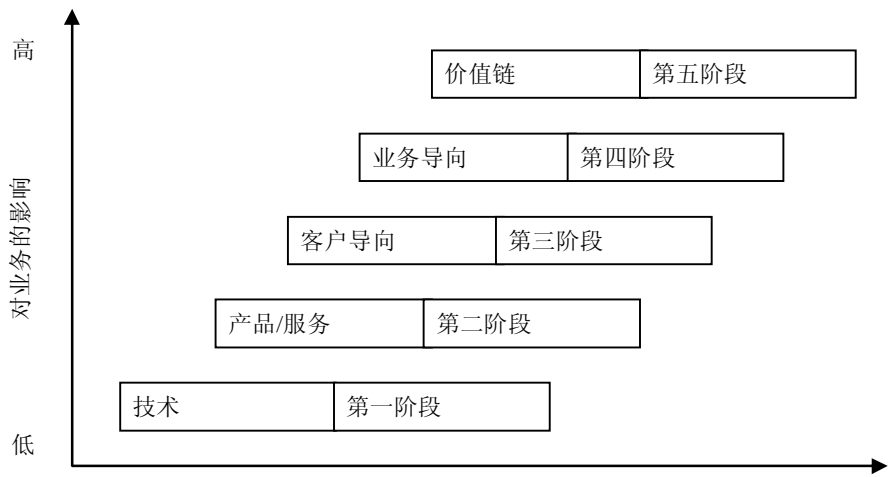 高
价值链 第五阶段
业务导向 第四阶段
对业务的影响
客户导向 第三阶段
产品/服务 第二阶段
技术 第一阶段
低